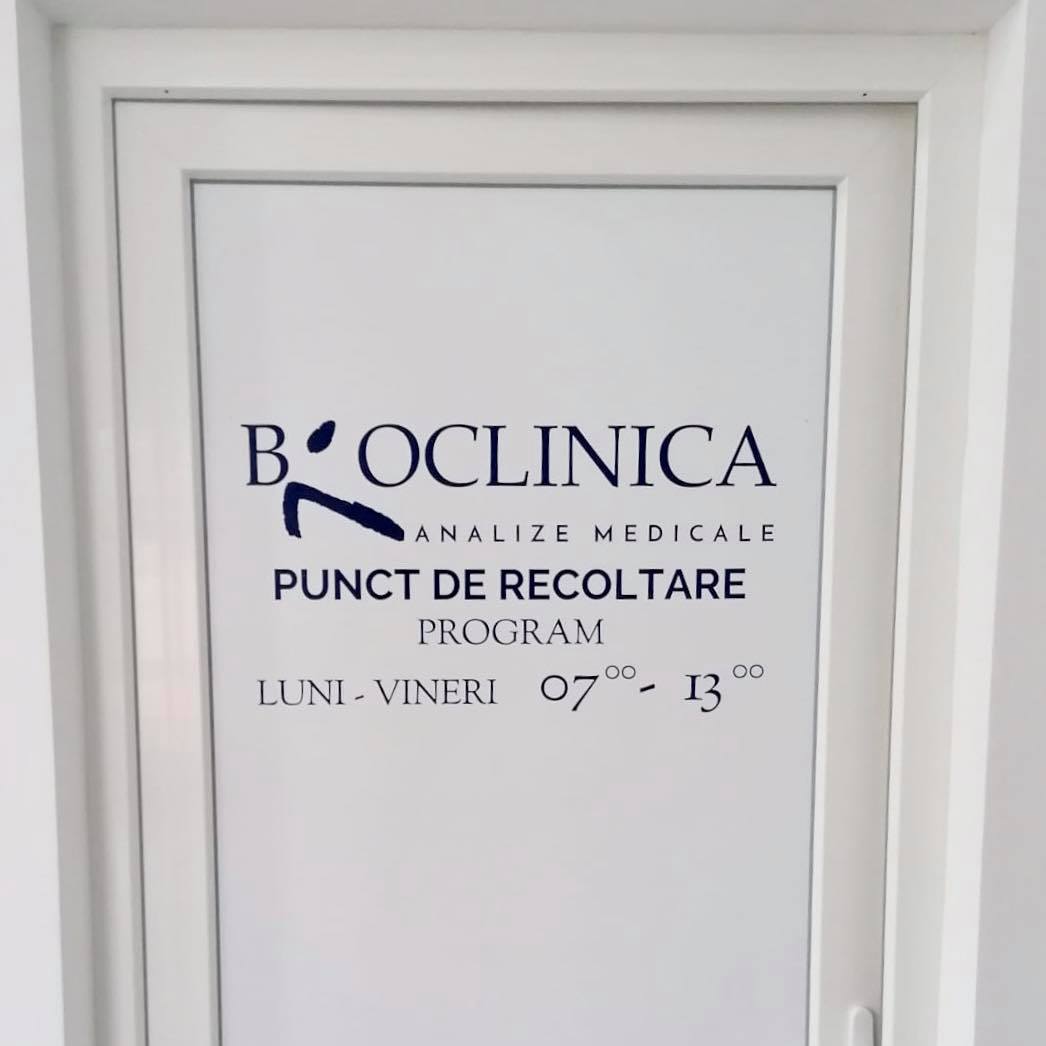 BIOCLINICA
ANALIZE MEDICALE
PUNCT DE RECOLTARE
PROGRAM
LUNI - VINERI 07⁰⁰ - 13⁰⁰